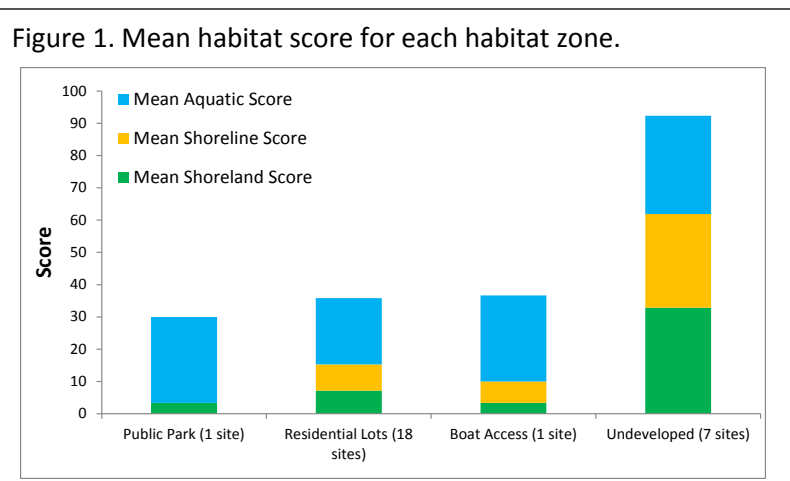 Figure 1. Mean habitat score for each habitat zone.
100
90
80
70
60
50
40
30
20
10
0
Score
Mean Aquatic Score
Mean Shoreline Score
Mean Shoreland Score
Public Park (1 site)
Residential Lots (18
sites)
Boat Access (1 site)
Undeveloped (7 sites)